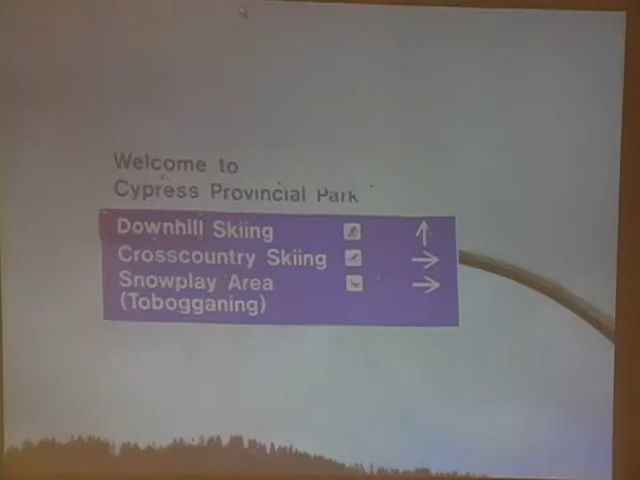 Welcome to
Cypress Provincial Park
Downhill Skiing
Crosscountry Skiing
Snowplay Area
(Tobogganing)